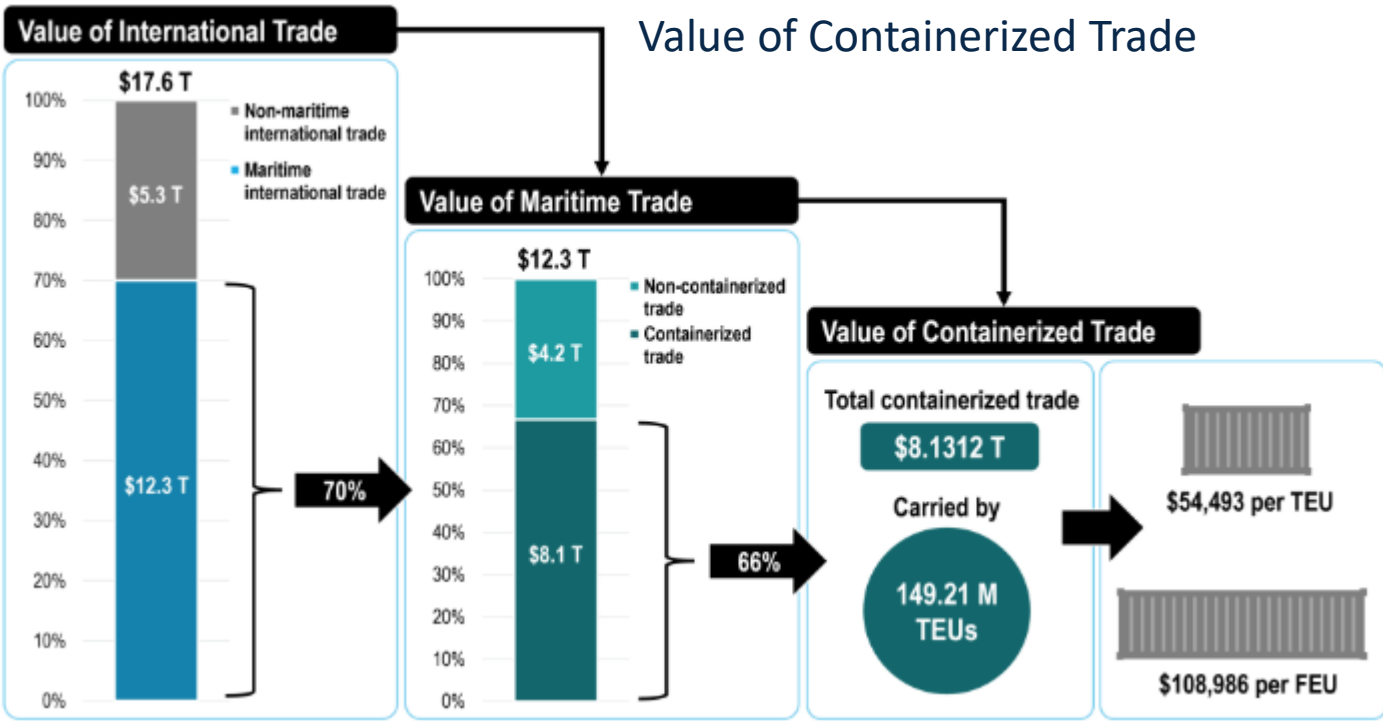 Value of Containerized Trade
Value of International Trade
$17.6 T
100%
90%
80%
70%
60%
50%
40%
30%
20%
10%
0%
$5.3 T
$12.3 T
Non-maritime
international trade
Maritime
international trade
70%
Value of Maritime Trade
$12.3 T
100%
90%
80%
70%
60%
50%
40%
30%
20%
10%
0%
$4.2 T
$8.1 T
Non-containerized
trade
Containerized
trade
66%
Value of Containerized Trade
Total containerized trade
$8.1312 T
Carried by
149.21 M
TEUs
$54,493 per TEU
$108,986 per FEU